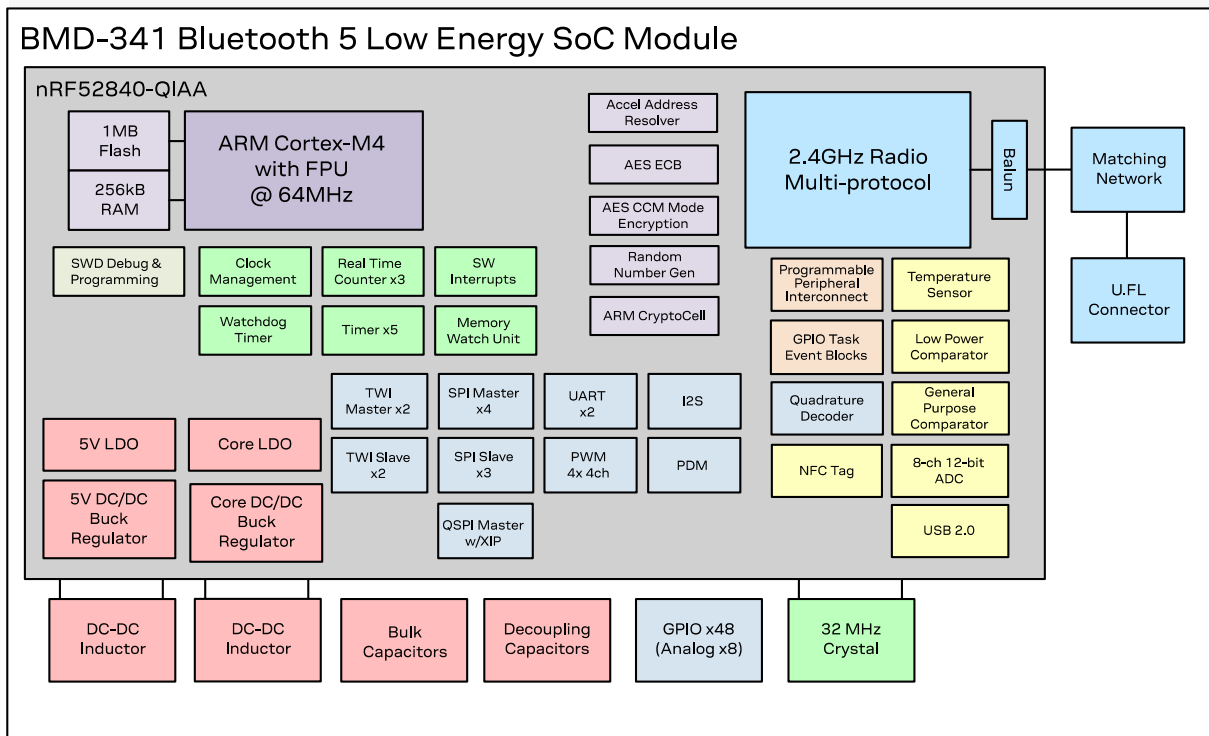 BMD-341 Bluetooth 5 Low Energy SoC Module
nRF52840-QIAA
1MB
Flash
256kB
RAM
ARM Cortex-M4
with FPU
@ 64MHz
Accel Address
Resolver
AES ECB
AES CCM Mode
Encryption
Random
Number Gen
ARM CryptoCell
2.4GHz Radio
Multi-protocol
Balun
Matching
Network
U.FL
Connector
SWD Debug &
Programming
Clock
Management
Real Time
Counter x3
SW
Interrupts
Watchdog
Timer
Timer x5
Memory
Watch Unit
Programmable
Peripheral
Interconnect
Temperature
Sensor
GPIO Task
Event Blocks
Low Power
Comparator
Quadrature
Decoder
General
Purpose
Comparator
NFC Tag
8-ch 12-bit
ADC
USB 2.0
TWI
Master x2
SPI Master
x4
UART
x2
I2S
TWI Slave
x2
SPI Slave
x3
PWM
4x 4ch
PDM
QSPI Master
w/XIP
5V LDO
Core LDO
5V DC/DC
Buck
Regulator
Core DC/DC
Buck
Regulator
DC-DC
Inductor
DC-DC
Inductor
Bulk
Capacitors
Decoupling
Capacitors
GPIO x48
(Analog x8)
32 MHz
Crystal